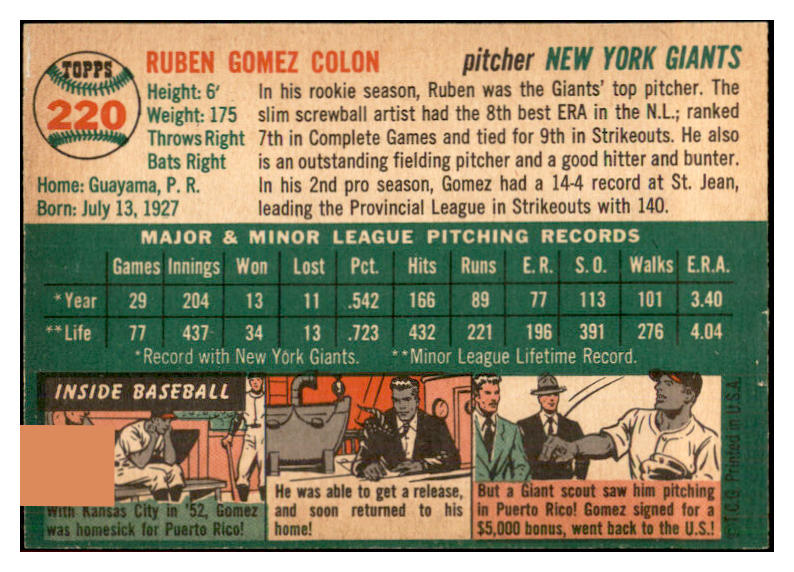 TOPPS
220
RUBEN GOMEZ COLON
pitcher NEW YORK GIANTS
Height: 6'
Weight: 175
Throws Right
Bats Right
Home: Guayama, P. R.
Born: July 13, 1927
In his rookie season, Ruben was the Giants' top pitcher. The
slim screwball artist had the 8th best ERA in the N.L.; ranked
7th in Complete Games and tied for 9th in Strikeouts. He also
is an outstanding fielding pitcher and a good hitter and bunter.
In his 2nd pro season, Gomez had a 14-4 record at St. Jean,
leading the Provincial League in Strikeouts with 140.
MAJOR & MINOR LEAGUE PITCHING RECORDS
Games Innings Won Lost Pct. Hits Runs E.R. S.O. Walks E.R.A.
*Year 29 204 13 11 .542 166 89 77 113 101 3.40
**Life 77 437 34 13 .723 432 221 196 391 276 4.04
*Record with New York Giants. **Minor League Lifetime Record.
INSIDE BASEBALL
With Kansas City in '52, Gomez
was homesick for Puerto Rico!
He was able to get a release,
and soon returned to his
home!
But a Giant scout saw him pitching
in Puerto Rico! Gomez signed for a
$5,000 bonus, went back to the U.S.!
© T.C.G. Printed in U.S.A.